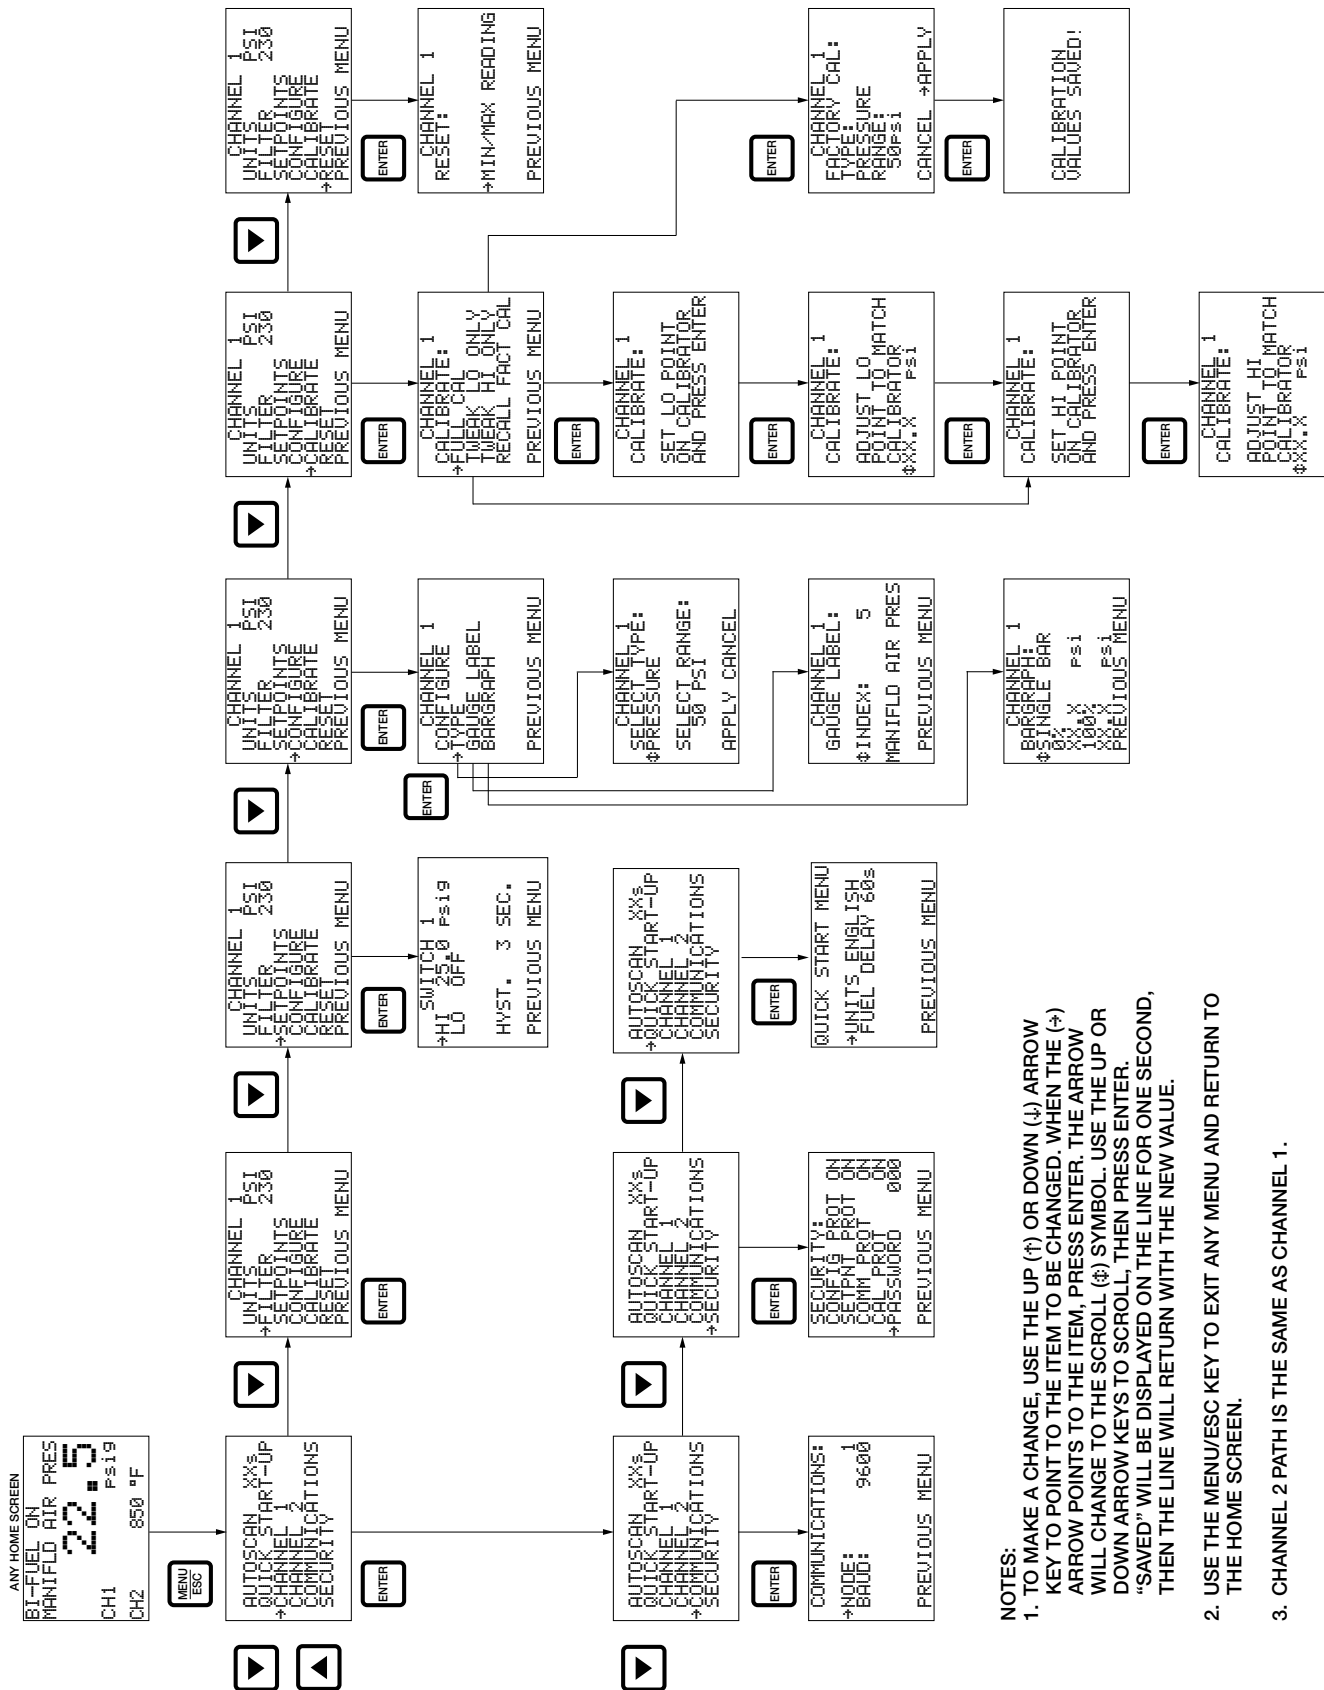 ANY HOME SCREEN
BI-FUEL ON
MANIFLD AIR PRES
22.5
CH1 psig
CH2 850 °F
MENU
ESC
AUTOSCAN XXs
QUICK START-UP
→CHANNEL 1
CHANNEL 2
COMMUNICATIONS
SECURITY
ENTER
CHANNEL 1
UNITS PSI
→FILTER 230
SETPOINTS
CONFIGURE
CALIBRATE
RESET
PREVIOUS MENU
ENTER
CHANNEL 1
UNITS PSI
FILTER 230
→SETPOINTS
CONFIGURE
CALIBRATE
RESET
PREVIOUS MENU
ENTER
SWITCH 1
→HI 25.0 psig
LO OFF
HYST. 3 SEC.
PREVIOUS MENU
CHANNEL 1
UNITS PSI
FILTER 230
SETPOINTS
→CONFIGURE
CALIBRATE
RESET
PREVIOUS MENU
ENTER
CHANNEL 1
CONFIGURE
→TYPE
GAUGE LABEL
BARGRAPH
PREVIOUS MENU
ENTER
CHANNEL 1
SELECT TYPE:
⇕PRESSURE
SELECT RANGE:
50 PSI
APPLY CANCEL
CHANNEL 1
GAUGE LABEL:
⇕INDEX: 5
MANIFLD AIR PRES
PREVIOUS MENU
CHANNEL 1
BARGRAPH:
⇕SINGLE BAR
0%
XX.X psi
100%
XX.X psi
PREVIOUS MENU
CHANNEL 1
UNITS PSI
FILTER 230
SETPOINTS
CONFIGURE
→CALIBRATE
RESET
PREVIOUS MENU
ENTER
CHANNEL 1
CALIBRATE:
→FULL CAL
TWEAK LO ONLY
TWEAK HI ONLY
RECALL FACT CAL
PREVIOUS MENU
ENTER
CHANNEL 1
CALIBRATE:
SET LO POINT
ON CALIBRATOR
AND PRESS ENTER
ENTER
CHANNEL 1
CALIBRATE:
ADJUST LO
POINT TO MATCH
CALIBRATOR
⇕XX.X psi
ENTER
CHANNEL 1
CALIBRATE:
SET HI POINT
ON CALIBRATOR
AND PRESS ENTER
ENTER
CHANNEL 1
CALIBRATE:
ADJUST HI
POINT TO MATCH
CALIBRATOR
⇕XX.X psi
CHANNEL 1
UNITS PSI
FILTER 230
SETPOINTS
CONFIGURE
CALIBRATE
→RESET
PREVIOUS MENU
ENTER
CHANNEL 1
RESET:
→MIN/MAX READING
PREVIOUS MENU
ENTER
CHANNEL 1
FACTORY CAL:
TYPE:
PRESSURE
RANGE:
50psi
CANCEL →APPLY
ENTER
CALIBRATION
VALUES SAVED!
AUTOSCAN XXs
QUICK START-UP
CHANNEL 1
CHANNEL 2
→COMMUNICATIONS
SECURITY
ENTER
COMMUNICATIONS:
→NODE: 1
BAUD: 9600
PREVIOUS MENU
AUTOSCAN XXs
QUICK START-UP
CHANNEL 1
CHANNEL 2
COMMUNICATIONS
→SECURITY
ENTER
SECURITY:
CONFIG PROT ON
SETPNT PROT ON
COMM PROT ON
CAL PROT ON
→PASSWORD 000
PREVIOUS MENU
AUTOSCAN XXs
→QUICK START-UP
CHANNEL 1
CHANNEL 2
COMMUNICATIONS
SECURITY
ENTER
QUICK START MENU
→UNITS ENGLISH
FUEL DELAY 60s
PREVIOUS MENU
NOTES:
1. TO MAKE A CHANGE, USE THE UP (↑) OR DOWN (↓) ARROW
KEY TO POINT TO THE ITEM TO BE CHANGED. WHEN THE (→)
ARROW POINTS TO THE ITEM, PRESS ENTER. THE ARROW
WILL CHANGE TO THE SCROLL (⇕) SYMBOL. USE THE UP OR
DOWN ARROW KEYS TO SCROLL, THEN PRESS ENTER.
“SAVED” WILL BE DISPLAYED ON THE LINE FOR ONE SECOND,
THEN THE LINE WILL RETURN WITH THE NEW VALUE.
2. USE THE MENU/ESC KEY TO EXIT ANY MENU AND RETURN TO
THE HOME SCREEN.
3. CHANNEL 2 PATH IS THE SAME AS CHANNEL 1.